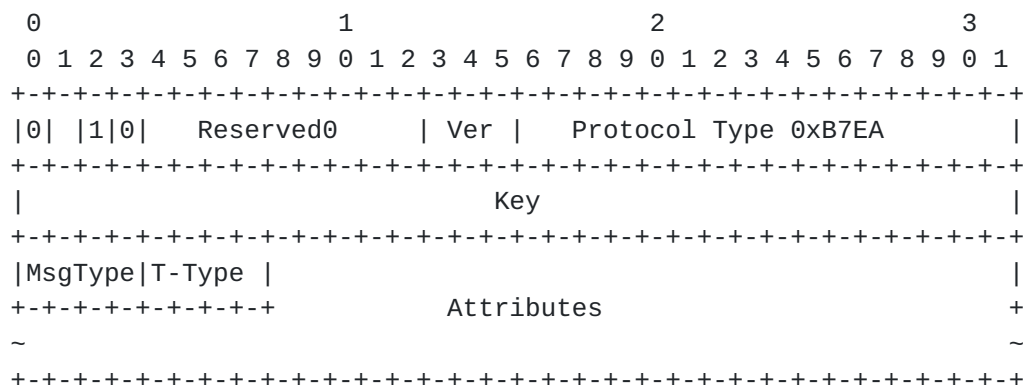 0                   1                   2                   3
 0 1 2 3 4 5 6 7 8 9 0 1 2 3 4 5 6 7 8 9 0 1 2 3 4 5 6 7 8 9 0 1
+-+-+-+-+-+-+-+-+-+-+-+-+-+-+-+-+-+-+-+-+-+-+-+-+-+-+-+-+-+-+-+-+
|0| |1|0|   Reserved0     | Ver |   Protocol Type 0xB7EA        |
+-+-+-+-+-+-+-+-+-+-+-+-+-+-+-+-+-+-+-+-+-+-+-+-+-+-+-+-+-+-+-+-+
|                              Key                              |
+-+-+-+-+-+-+-+-+-+-+-+-+-+-+-+-+-+-+-+-+-+-+-+-+-+-+-+-+-+-+-+-+
|MsgType|T-Type |                                               |
+-+-+-+-+-+-+-+-+           Attributes                          +
~                                                               ~
+-+-+-+-+-+-+-+-+-+-+-+-+-+-+-+-+-+-+-+-+-+-+-+-+-+-+-+-+-+-+-+-+